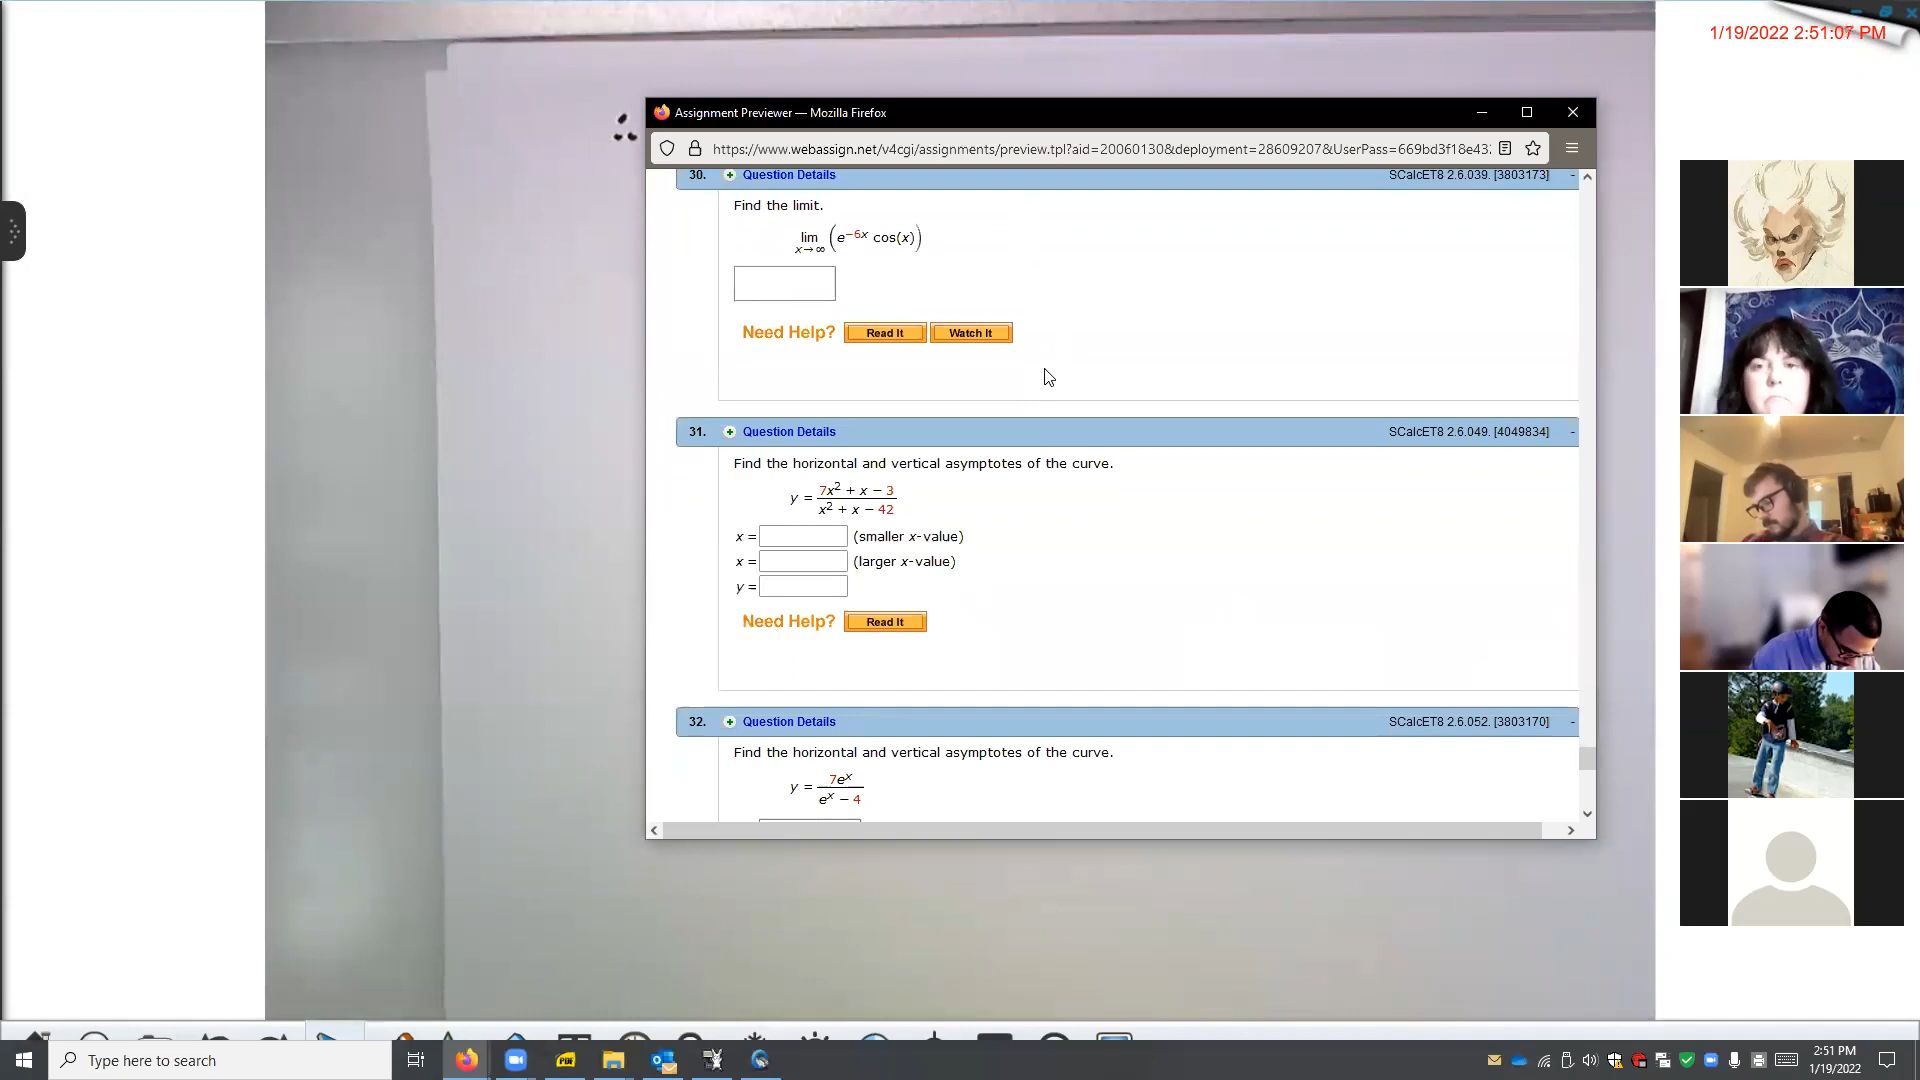 1/19/2022 2:51:07 PM
Assignment Previewer — Mozilla Firefox
https://www.webassign.net/v4cgi/assignments/preview.tpl?aid=20060130&deployment=28609207&UserPass=669bd3f18e43
30. Question Details SCalcET8 2.6.039. [3803173] -
Find the limit.
lim x→∞ (e^−6x cos(x))
Need Help? Read It Watch It
31. Question Details SCalcET8 2.6.049. [4049834] -
Find the horizontal and vertical asymptotes of the curve.
y = 7x² + x − 3
x² + x − 42
x = (smaller x-value)
x = (larger x-value)
y =
Need Help? Read It
32. Question Details SCalcET8 2.6.052. [3803170] -
Find the horizontal and vertical asymptotes of the curve.
y = 7e^x
e^x − 4
Type here to search
PDF
2:51 PM
1/19/2022